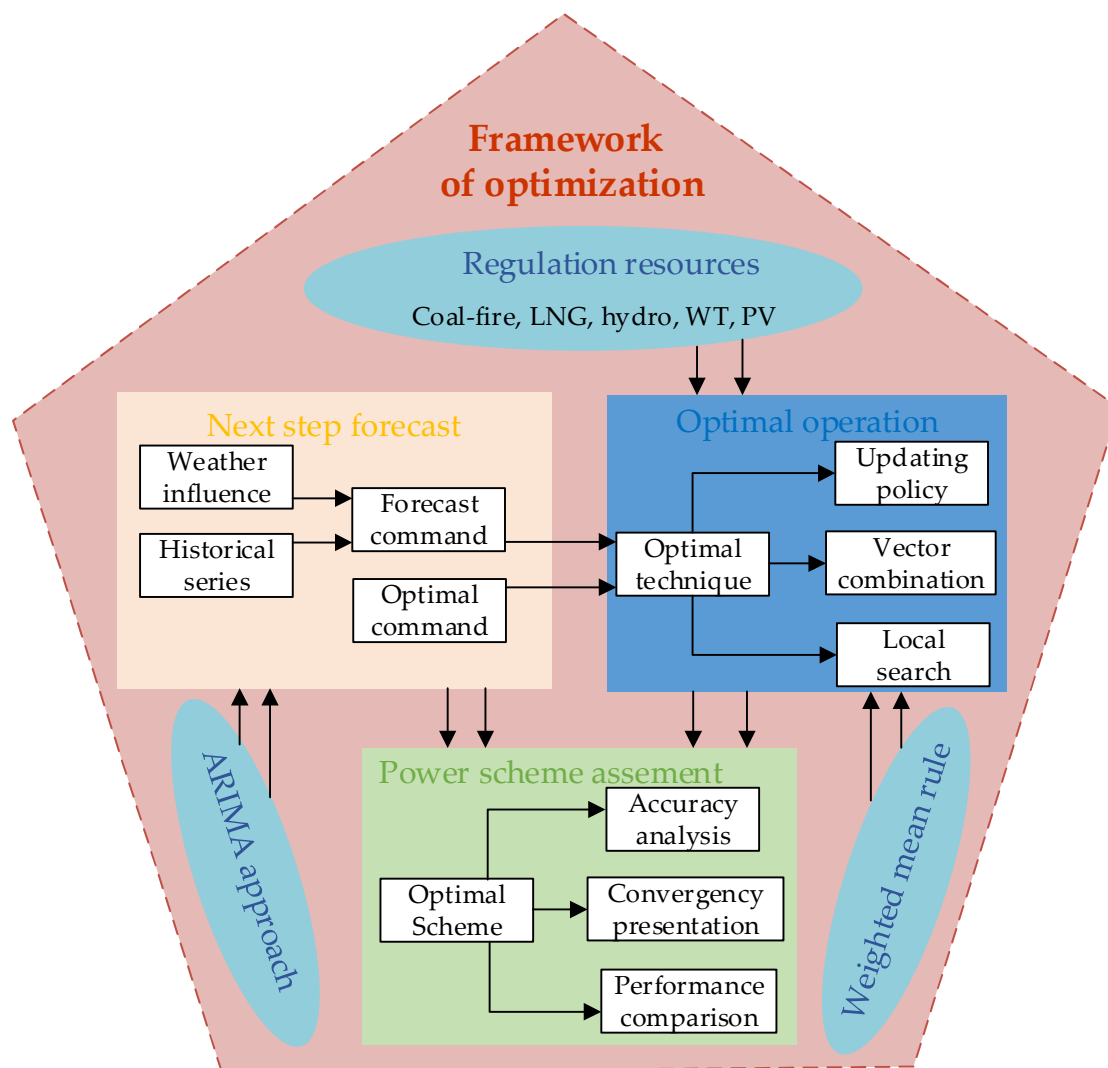 Framework
of optimization
Regulation resources
Coal-fire, LNG, hydro, WT, PV
Next step forecast
Weather
influence
Historical
series
Forecast
command
Optimal
command
Optimal operation
Optimal
technique
Updating
policy
Vector
combination
Local
search
ARIMA approach
Power scheme assement
Optimal
Scheme
Accuracy
analysis
Convergency
presentation
Performance
comparison
Weighted mean rule